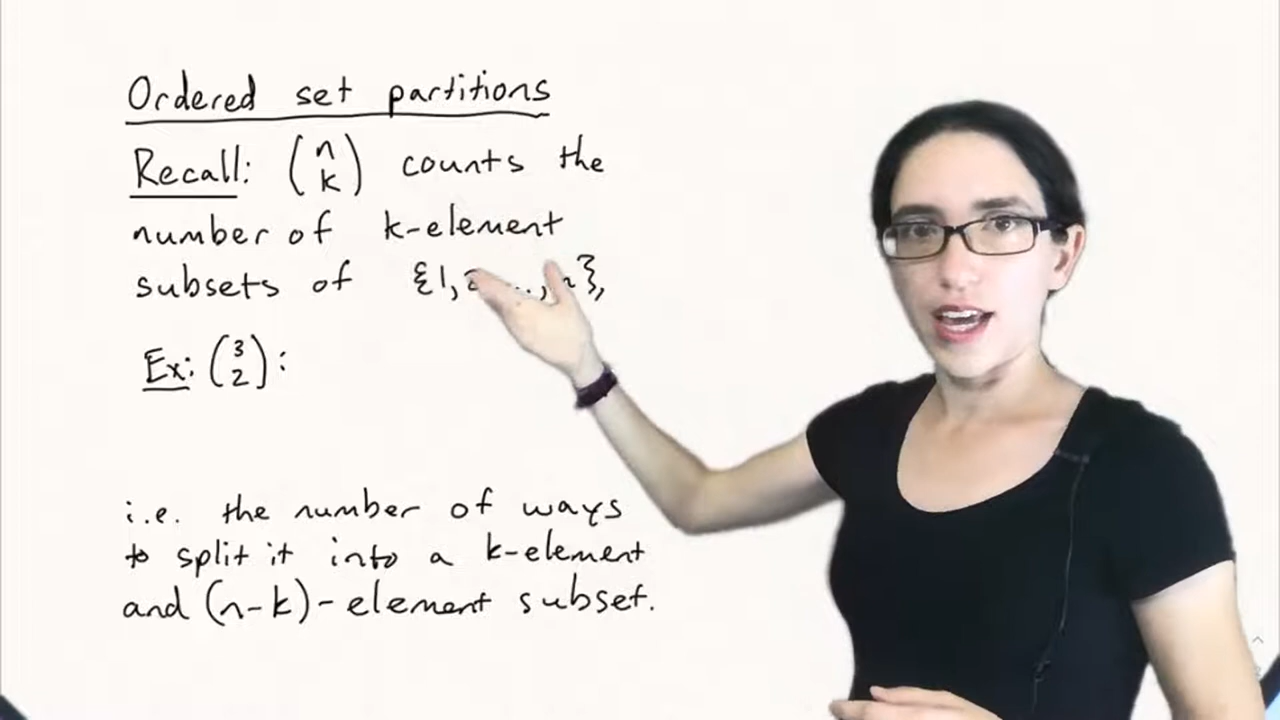 Ordered set partitions
Recall: (n k) counts the
number of k-element
subsets of {1, 2, ..., n},
Ex: (3 2):
i.e. the number of ways
to split it into a k-element
and (n-k)-element subset.